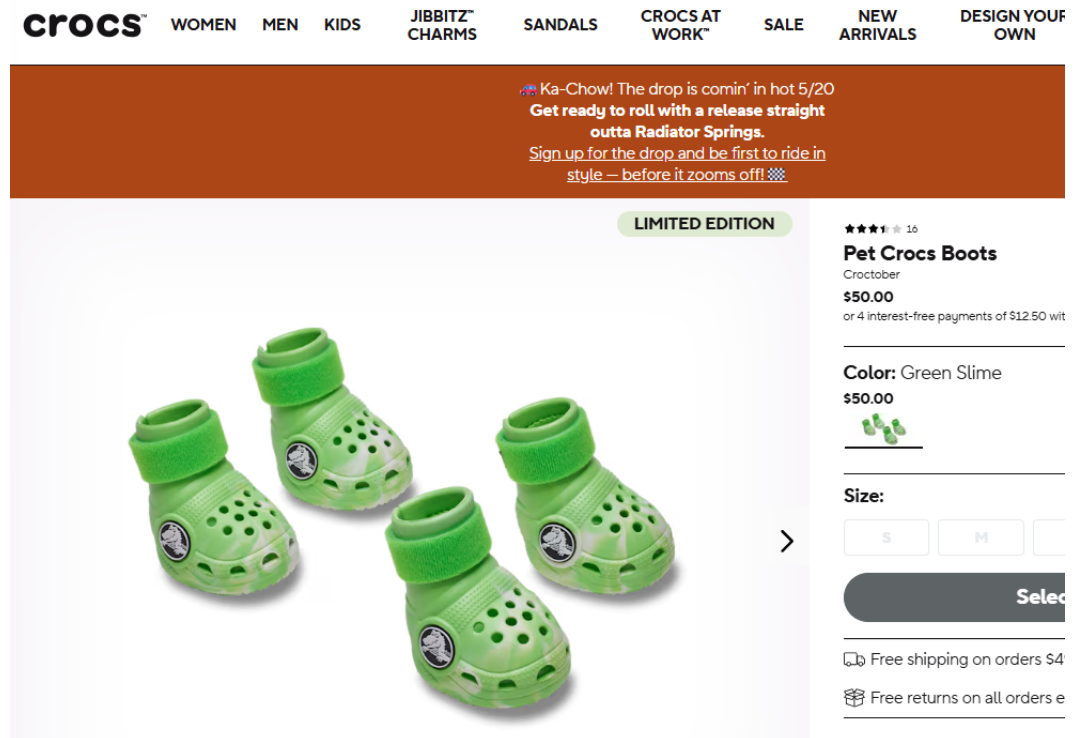 crocs™
WOMEN
MEN
KIDS
JIBBITZ™
CHARMS
SANDALS
CROCS AT
WORK™
SALE
NEW
ARRIVALS
DESIGN YOUR
OWN
🚗 Ka-Chow! The drop is comin’ in hot 5/20
Get ready to roll with a release straight
outta Radiator Springs.
Sign up for the drop and be first to ride in
style — before it zooms off! 🏁
LIMITED EDITION
16
Pet Crocs Boots
Croctober
$50.00
or 4 interest-free payments of $12.50 wit
Color: Green Slime
$50.00
Size:
S
M
Selec
Free shipping on orders $4
Free returns on all orders e